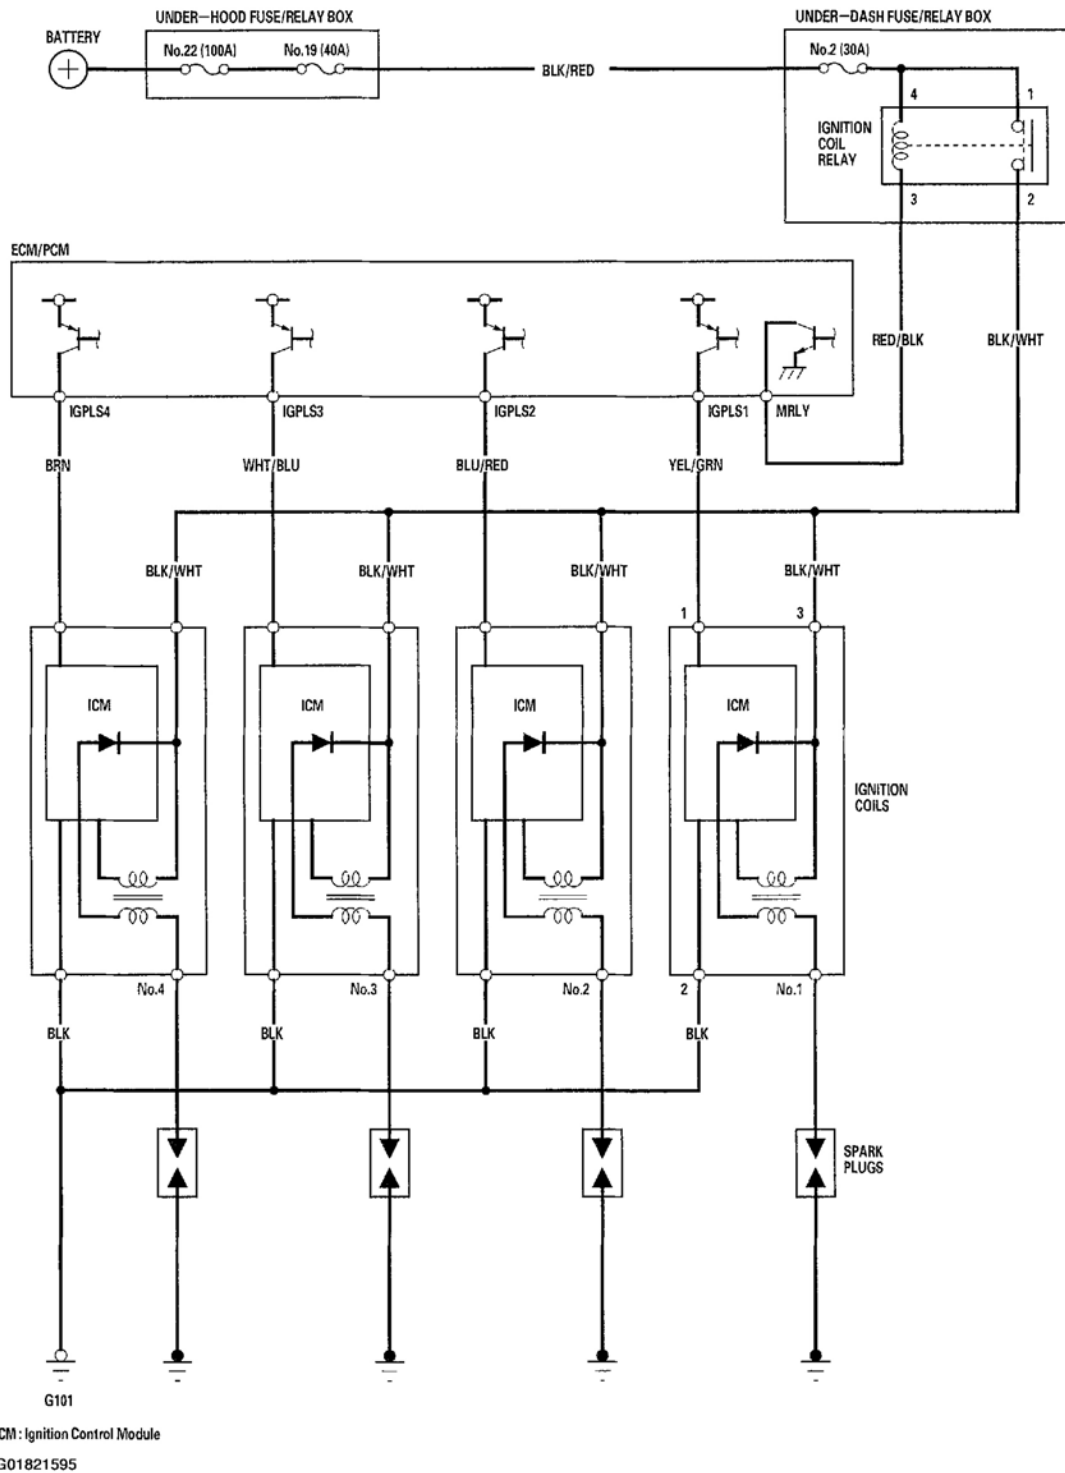 UNDER-HOOD FUSE/RELAY BOX
UNDER-DASH FUSE/RELAY BOX
BATTERY
No.22 (100A)
No.19 (40A)
No.2 (30A)
BLK/RED
4
1
IGNITION
COIL
RELAY
3
2
ECM/PCM
RED/BLK
BLK/WHT
IGPLS4
IGPLS3
IGPLS2
IGPLS1
MRLY
BRN
WHT/BLU
BLU/RED
YEL/GRN
BLK/WHT
BLK/WHT
BLK/WHT
BLK/WHT
1
3
ICM
ICM
ICM
ICM
IGNITION
COILS
No.4
No.3
No.2
2
No.1
BLK
BLK
BLK
BLK
SPARK
PLUGS
G101
CM : Ignition Control Module
G01821595